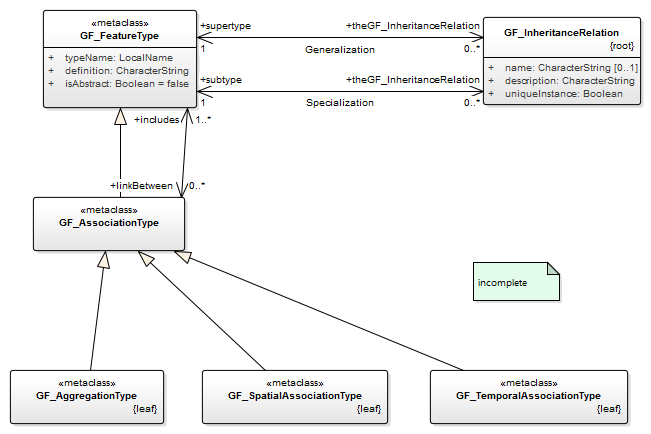 «metaclass»
GF_FeatureType
+ typeName: LocalName
+ definition: CharacterString
+ isAbstract: Boolean = false
+supertype
+theGF_InheritanceRelation
1
Generalization
0..*
+subtype
+theGF_InheritanceRelation
1
Specialization
0..*
GF_InheritanceRelation
{root}
+ name: CharacterString [0..1]
+ description: CharacterString
+ uniqueInstance: Boolean
+includes
1..*
+linkBetween
0..*
«metaclass»
GF_AssociationType
incomplete
«metaclass»
GF_AggregationType
{leaf}
«metaclass»
GF_SpatialAssociationType
{leaf}
«metaclass»
GF_TemporalAssociationType
{leaf}